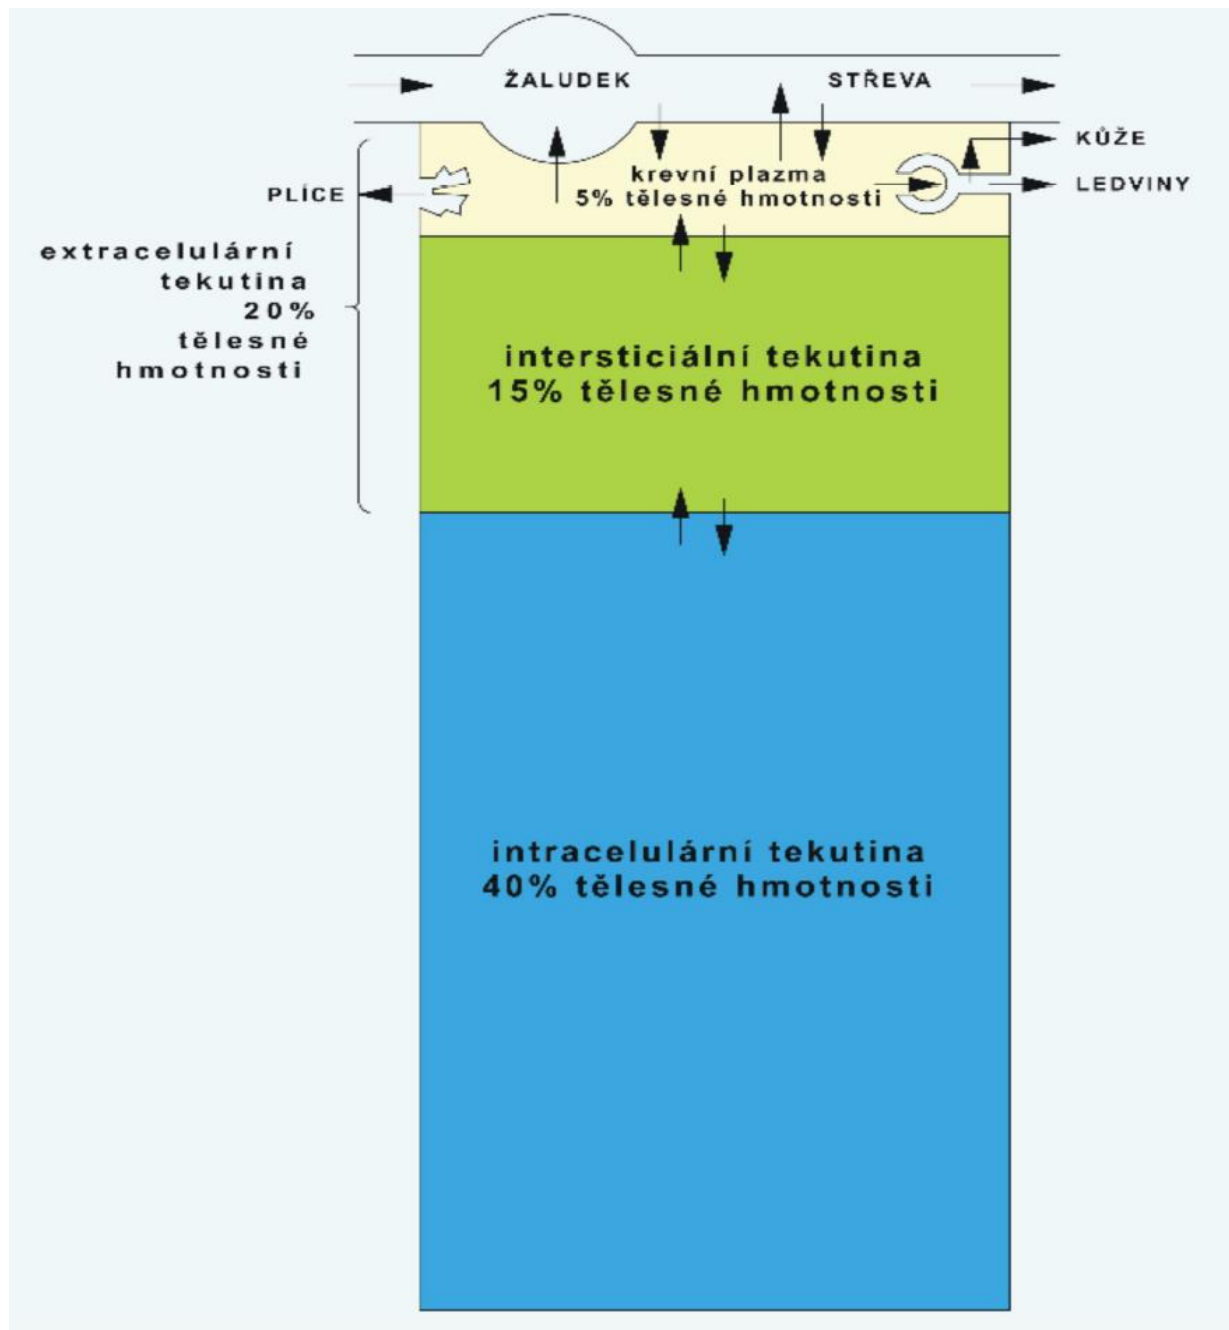 ŽALUDEK
STŘEVA
KŮŽE
krevní plazma
5% tělesné hmotnosti
LEDVINY
PLÍCE
extracelulární
tekutina
20%
tělesné
hmotnosti
intersticiální tekutina
15% tělesné hmotnosti
intracelulární tekutina
40% tělesné hmotnosti